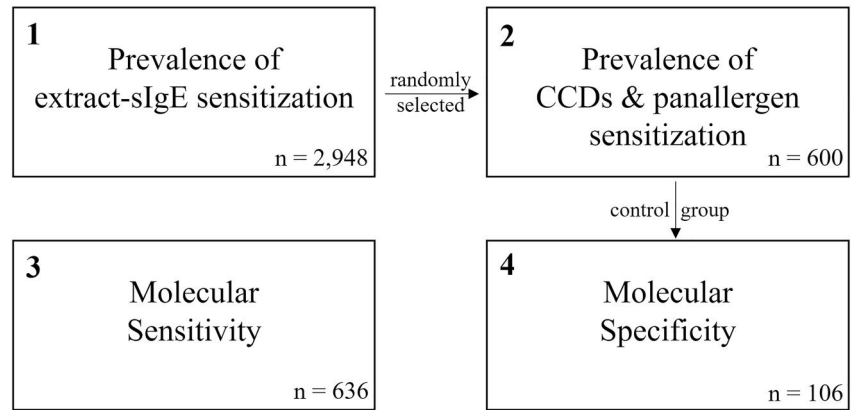 1
Prevalence of
extract-sIgE sensitization
n = 2,948
randomly
selected
2
Prevalence of
CCDs & panallergen
sensitization
n = 600
control group
3
Molecular
Sensitivity
n = 636
4
Molecular
Specificity
n = 106